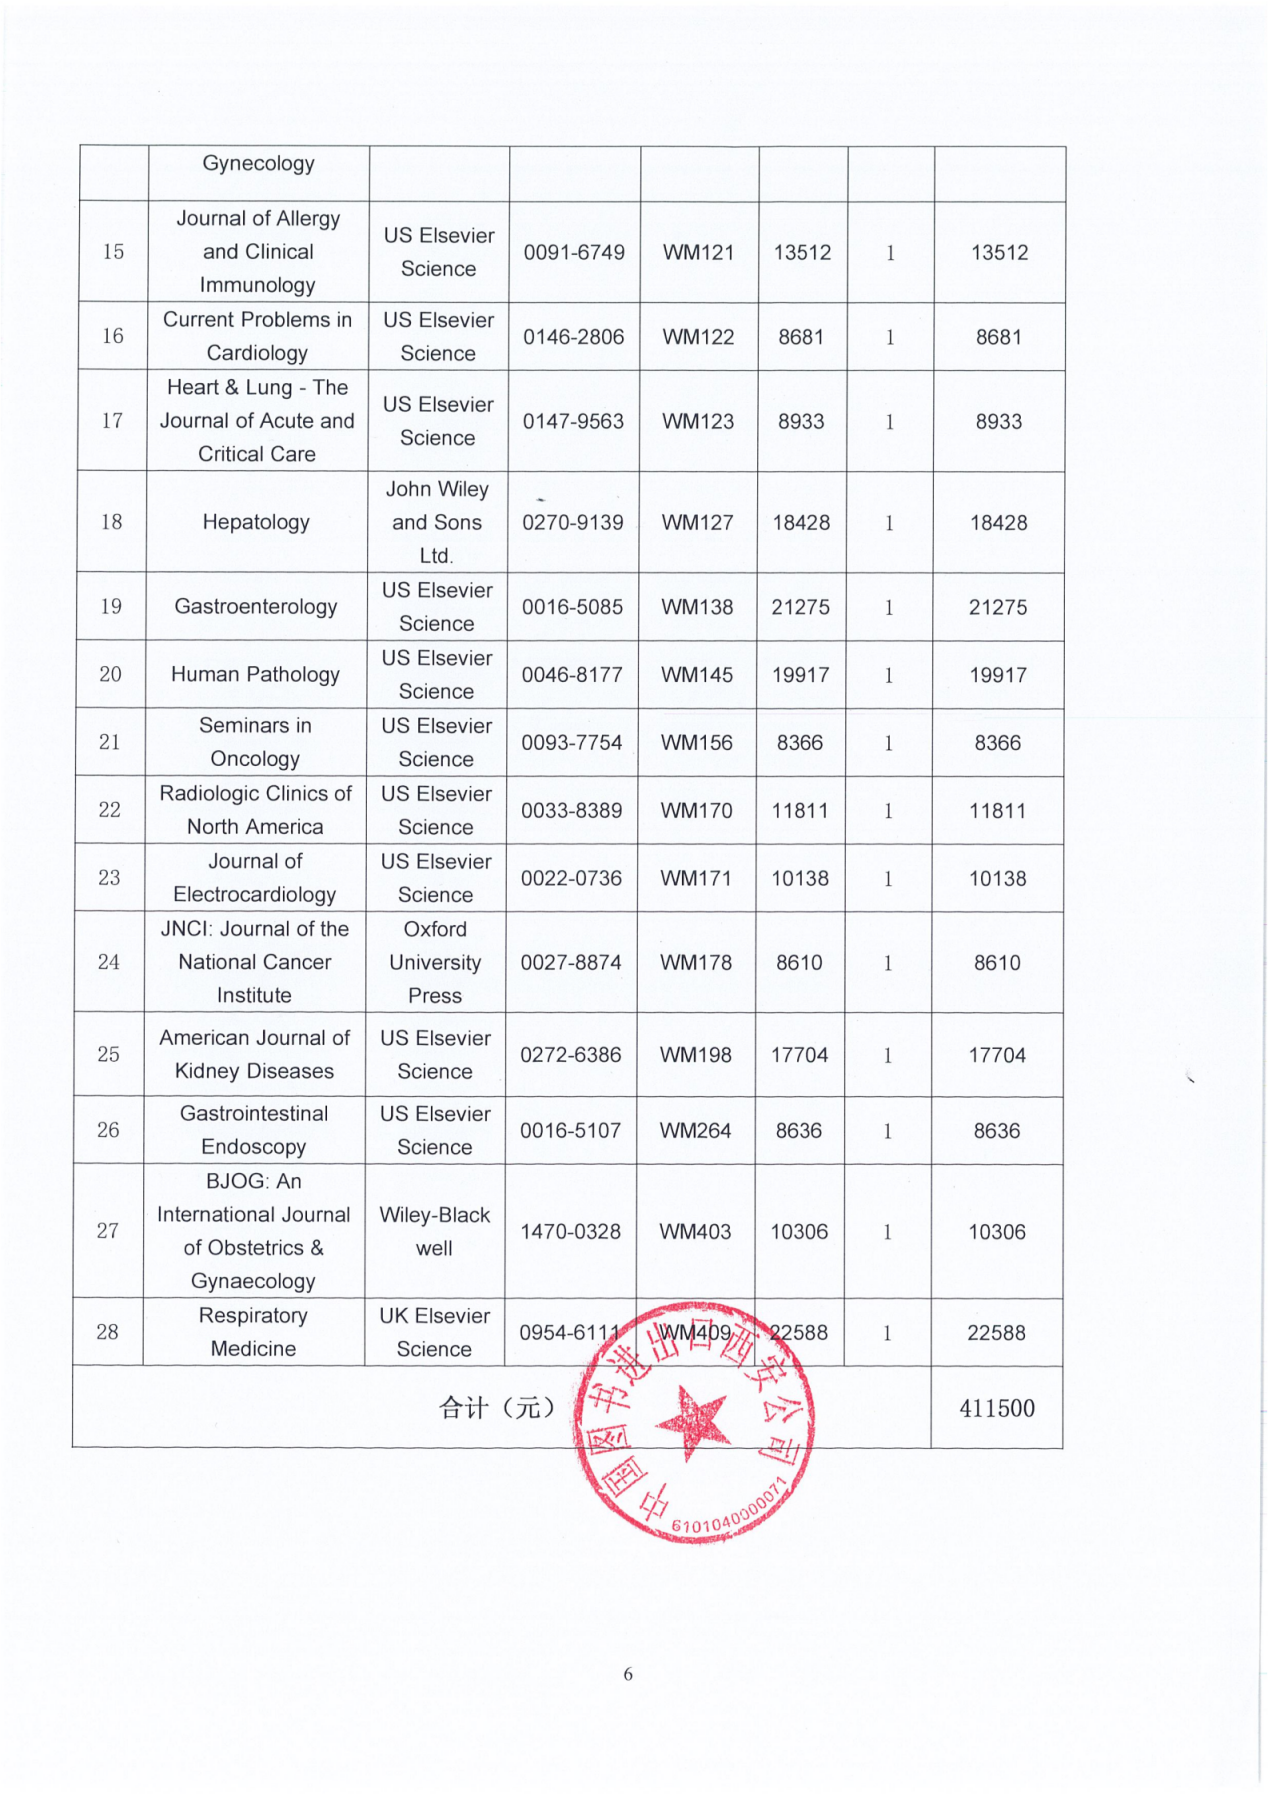 Gynecology
15
Journal of Allergy
and Clinical
Immunology
US Elsevier
Science
0091-6749
WM121
13512
1
13512
16
Current Problems in
Cardiology
US Elsevier
Science
0146-2806
WM122
8681
1
8681
17
Heart & Lung - The
Journal of Acute and
Critical Care
US Elsevier
Science
0147-9563
WM123
8933
1
8933
18
Hepatology
John Wiley
and Sons
Ltd.
0270-9139
WM127
18428
1
18428
19
Gastroenterology
US Elsevier
Science
0016-5085
WM138
21275
1
21275
20
Human Pathology
US Elsevier
Science
0046-8177
WM145
19917
1
19917
21
Seminars in
Oncology
US Elsevier
Science
0093-7754
WM156
8366
1
8366
22
Radiologic Clinics of
North America
US Elsevier
Science
0033-8389
WM170
11811
1
11811
23
Journal of
Electrocardiology
US Elsevier
Science
0022-0736
WM171
10138
1
10138
24
JNCI: Journal of the
National Cancer
Institute
Oxford
University
Press
0027-8874
WM178
8610
1
8610
25
American Journal of
Kidney Diseases
US Elsevier
Science
0272-6386
WM198
17704
1
17704
26
Gastrointestinal
Endoscopy
US Elsevier
Science
0016-5107
WM264
8636
1
8636
27
BJOG: An
International Journal
of Obstetrics &
Gynaecology
Wiley-Black
well
1470-0328
WM403
10306
1
10306
28
Respiratory
Medicine
UK Elsevier
Science
0954-6111
WM409
22588
1
22588
合计（元）
411500
中国图书进出口西安公司
6101040000071
6